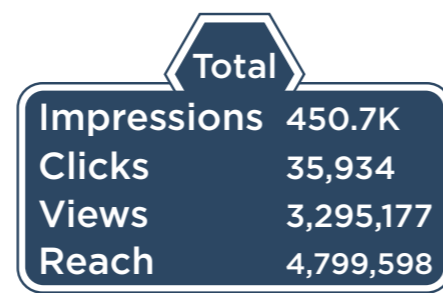 Total
Impressions 450.7K
Clicks 35,934
Views 3,295,177
Reach 4,799,598